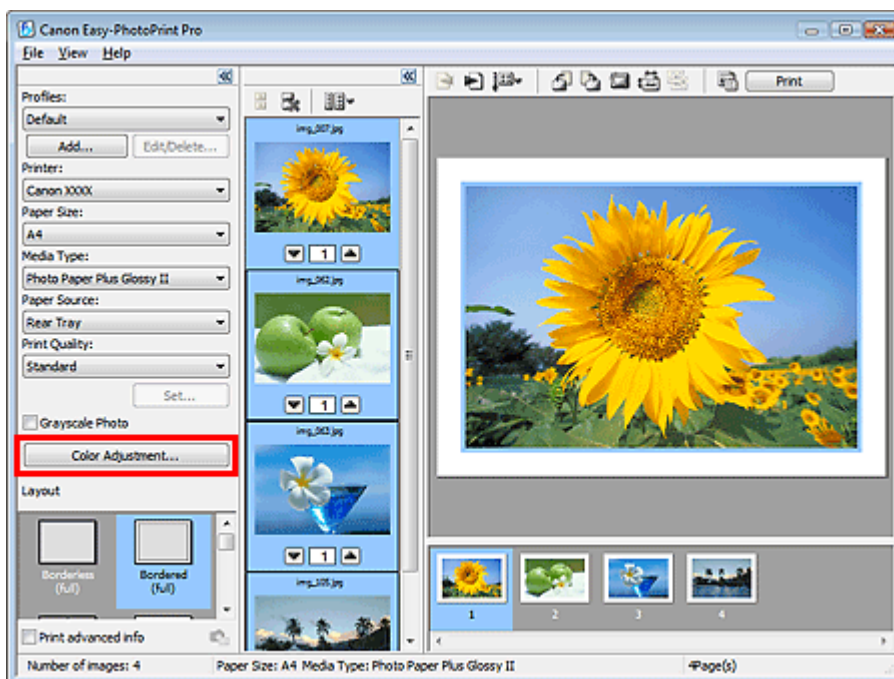 Canon Easy-PhotoPrint Pro
File View Help
Profiles:
Default
Add... Edit/Delete...
Printer:
Canon XXXX
Paper Size:
A4
Media Type:
Photo Paper Plus Glossy II
Paper Source:
Rear Tray
Print Quality:
Standard
Set...
Grayscale Photo
Color Adjustment...
Layout
Borderless
(full)
Bordered
(full)
Print advanced info
img_007.jpg
1
img_062.jpg
1
img_063.jpg
1
img_105.jpg
Print
1 2 3 4
Number of images: 4 Paper Size: A4 Media Type: Photo Paper Plus Glossy II 4Page(s)